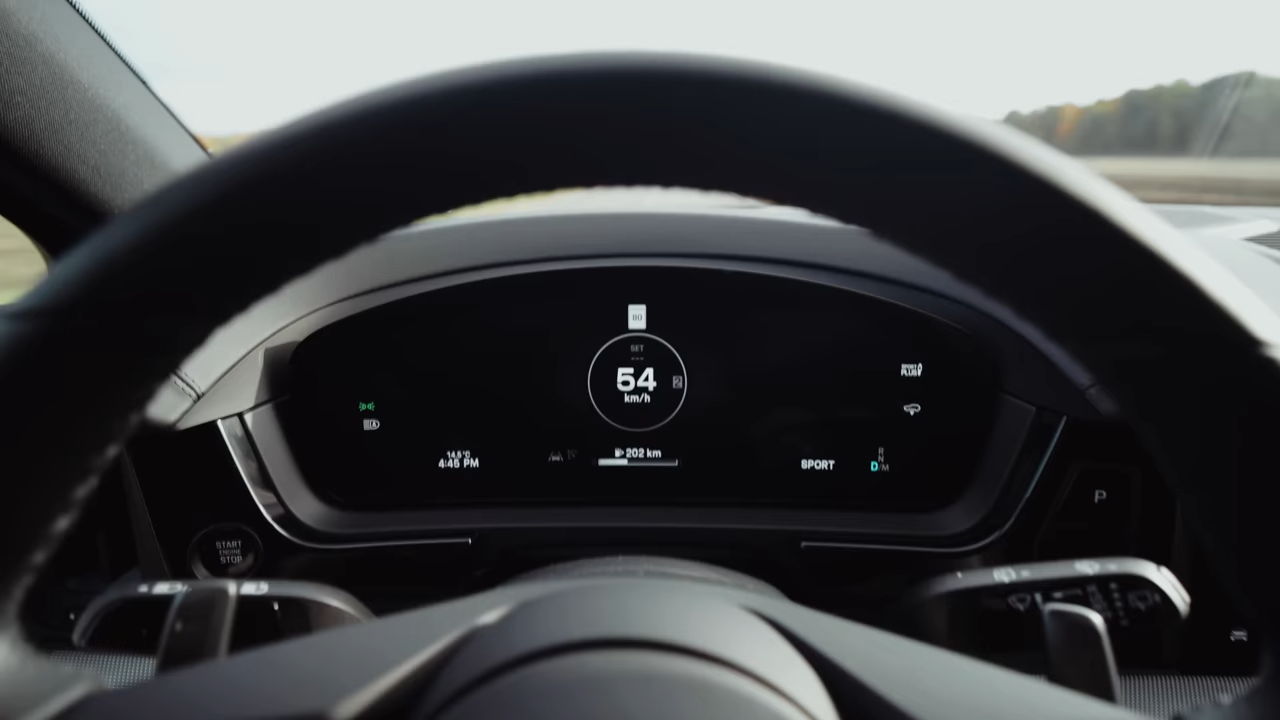 80
SET
---
54
km/h
SPORT
PLUS
14,5°C
4:45 PM
202 km
SPORT
R
N
D/M
P
START
ENGINE
STOP